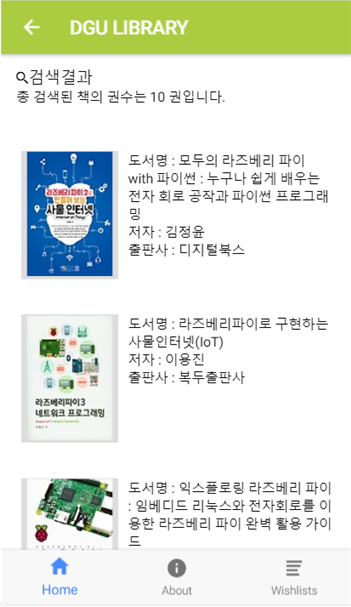 DGU LIBRARY
검색결과
총 검색된 책의 권수는 10 권입니다.
라즈베리파이 2로
만들어 보는
사물 인터넷
도서명 : 모두의 라즈베리 파이
with 파이썬 : 누구나 쉽게 배우는
전자 회로 공작과 파이썬 프로그래
밍
저자 : 김정윤
출판사 : 디지털북스
라즈베리파이3
네트워크 프로그래밍
도서명 : 라즈베리파이로 구현하는
사물인터넷(IoT)
저자 : 이용진
출판사 : 복두출판사
도서명 : 익스플로링 라즈베리 파이
: 임베디드 리눅스와 전자회로를 이
용한 라즈베리 파이 완벽 활용 가이
드
Home
About
Wishlists